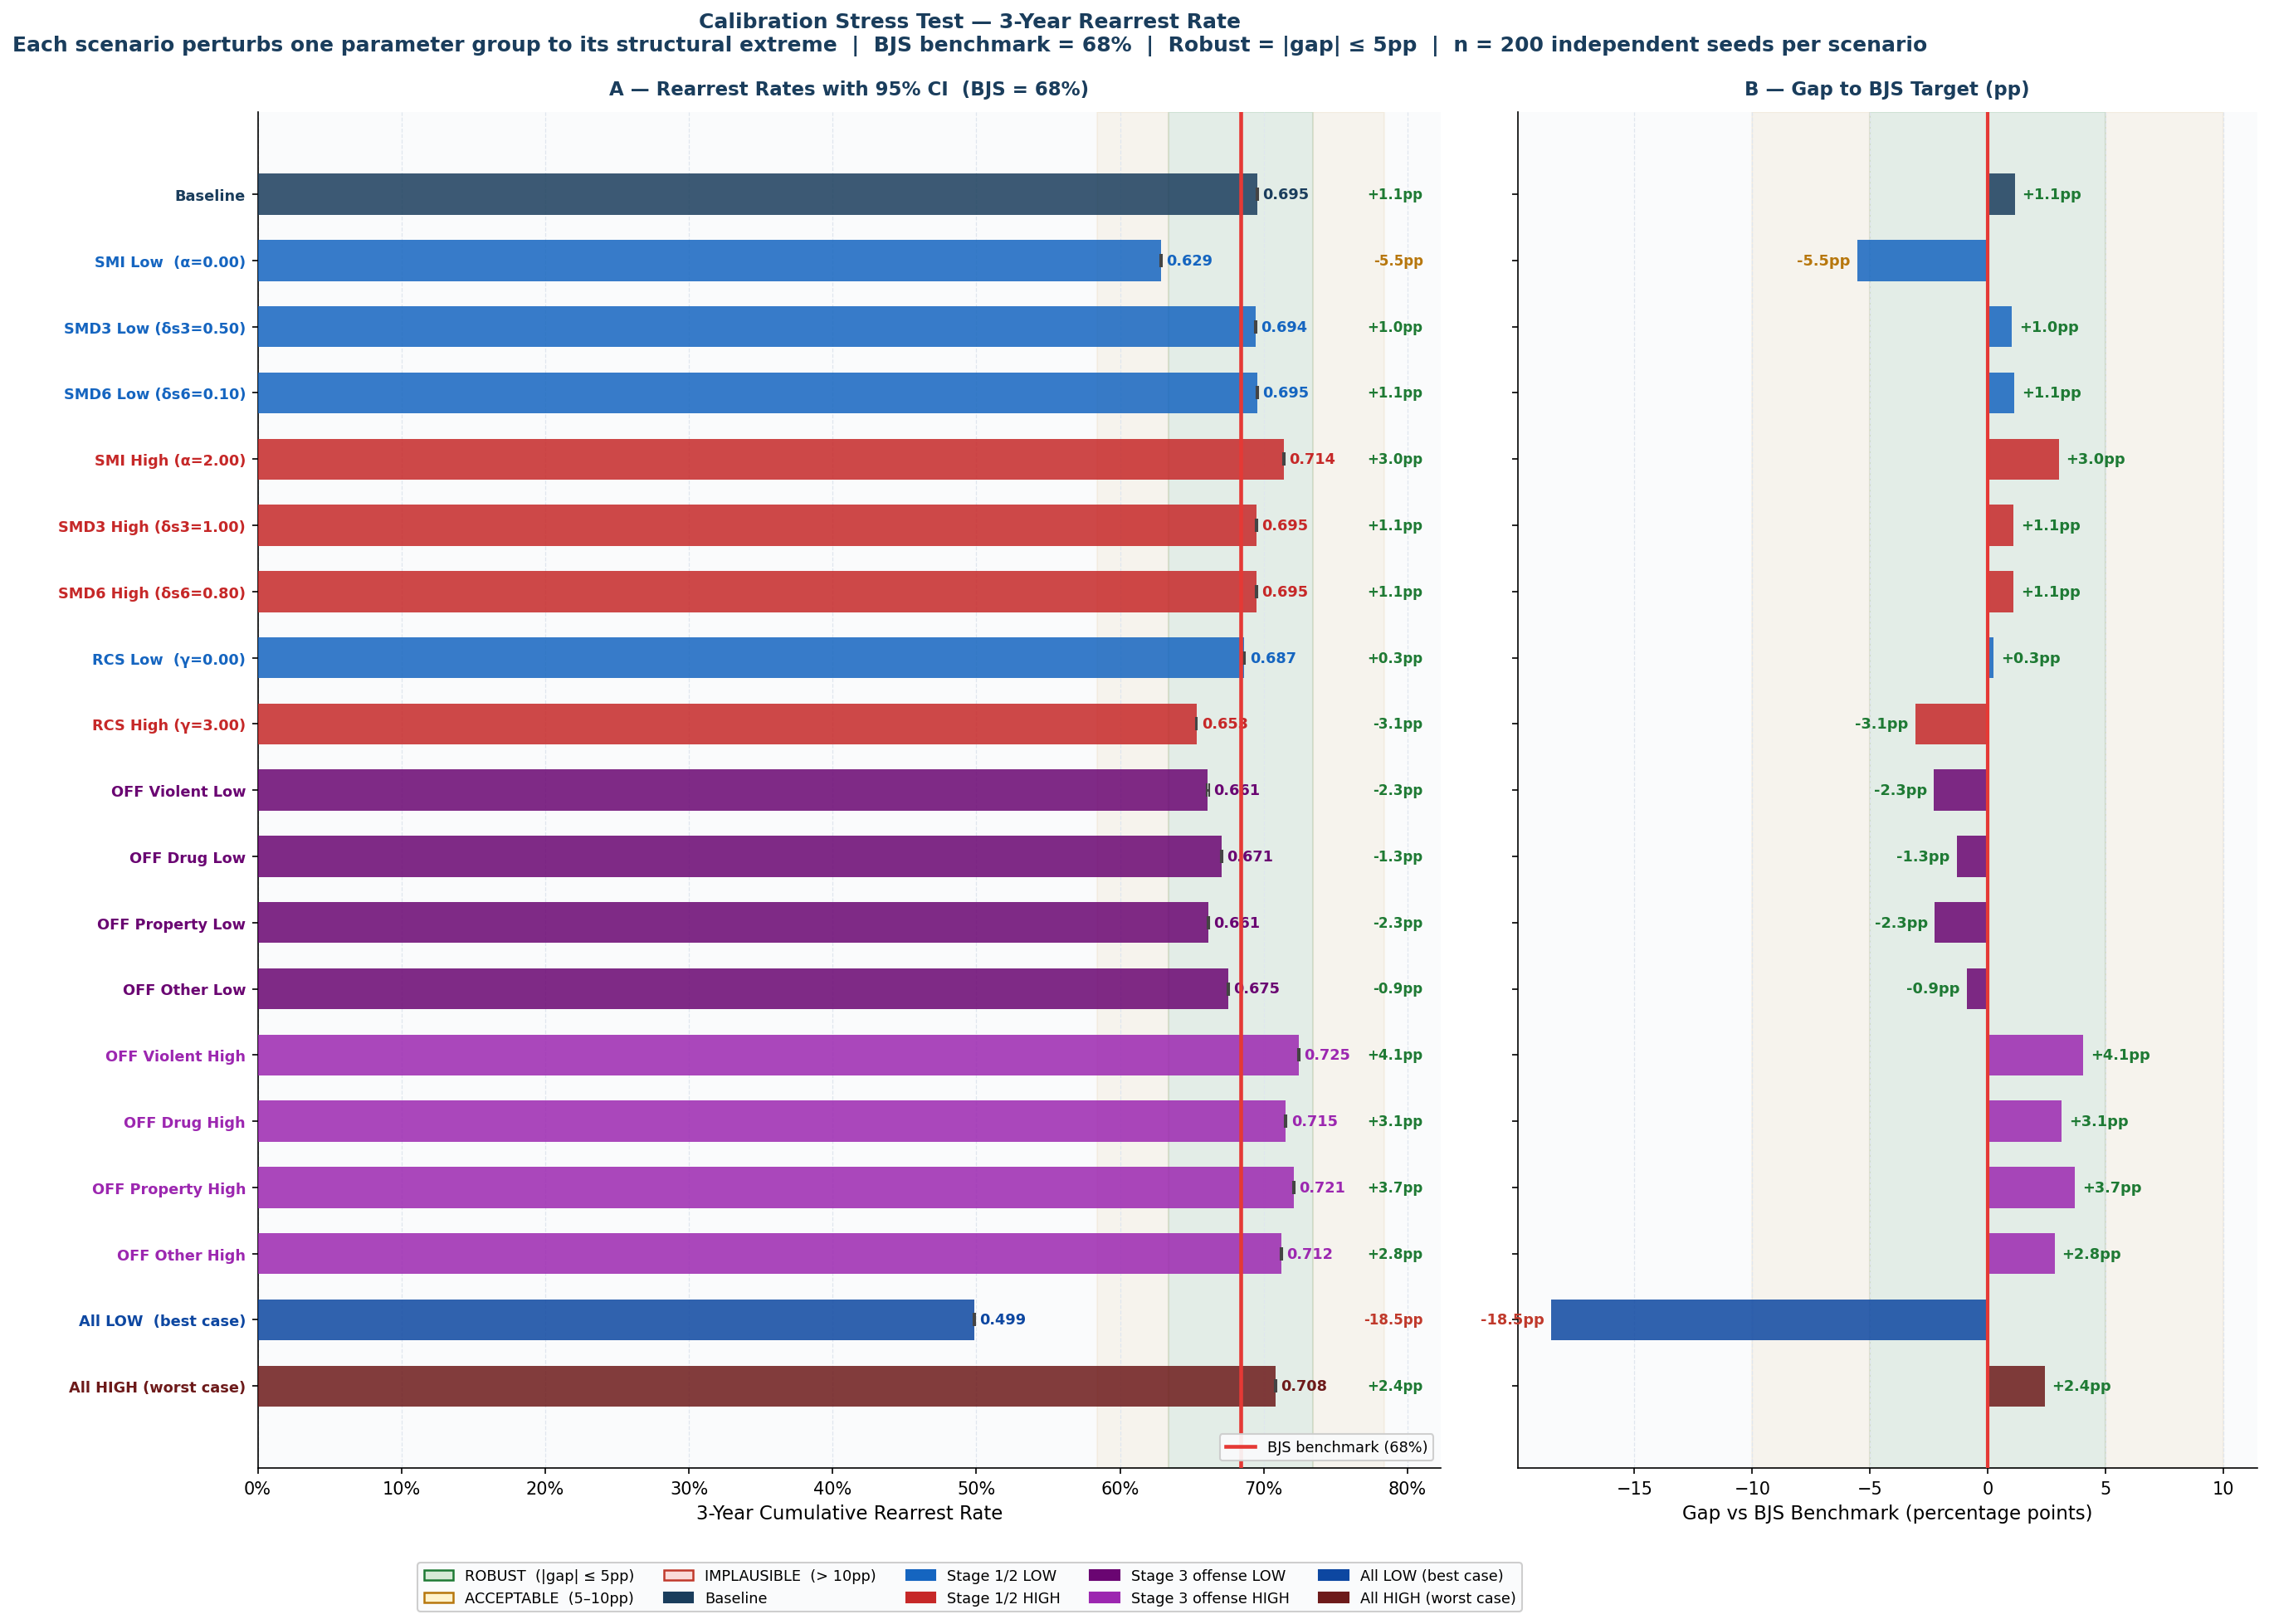 Calibration Stress Test — 3-Year Rearrest Rate
Each scenario perturbs one parameter group to its structural extreme | BJS benchmark = 68% | Robust = |gap| ≤ 5pp | n = 200 independent seeds per scenario
A — Rearrest Rates with 95% CI (BJS = 68%)
Baseline 0.695 +1.1pp
SMI Low (α=0.00) 0.629 -5.5pp
SMD3 Low (δs3=0.50) 0.694 +1.0pp
SMD6 Low (δs6=0.10) 0.695 +1.1pp
SMI High (α=2.00) 0.714 +3.0pp
SMD3 High (δs3=1.00) 0.695 +1.1pp
SMD6 High (δs6=0.80) 0.695 +1.1pp
RCS Low (γ=0.00) 0.687 +0.3pp
RCS High (γ=3.00) 0.653 -3.1pp
OFF Violent Low 0.661 -2.3pp
OFF Drug Low 0.671 -1.3pp
OFF Property Low 0.661 -2.3pp
OFF Other Low 0.675 -0.9pp
OFF Violent High 0.725 +4.1pp
OFF Drug High 0.715 +3.1pp
OFF Property High 0.721 +3.7pp
OFF Other High 0.712 +2.8pp
All LOW (best case) 0.499 -18.5pp
All HIGH (worst case) 0.708 +2.4pp
BJS benchmark (68%)
0% 10% 20% 30% 40% 50% 60% 70% 80%
3-Year Cumulative Rearrest Rate
B — Gap to BJS Target (pp)
+1.1pp
-5.5pp
+1.0pp
+1.1pp
+3.0pp
+1.1pp
+1.1pp
+0.3pp
-3.1pp
-2.3pp
-1.3pp
-2.3pp
-0.9pp
+4.1pp
+3.1pp
+3.7pp
+2.8pp
-18.5pp
+2.4pp
−15 −10 −5 0 5 10
Gap vs BJS Benchmark (percentage points)
ROBUST (|gap| ≤ 5pp)
ACCEPTABLE (5–10pp)
IMPLAUSIBLE (> 10pp)
Baseline
Stage 1/2 LOW
Stage 1/2 HIGH
Stage 3 offense LOW
Stage 3 offense HIGH
All LOW (best case)
All HIGH (worst case)